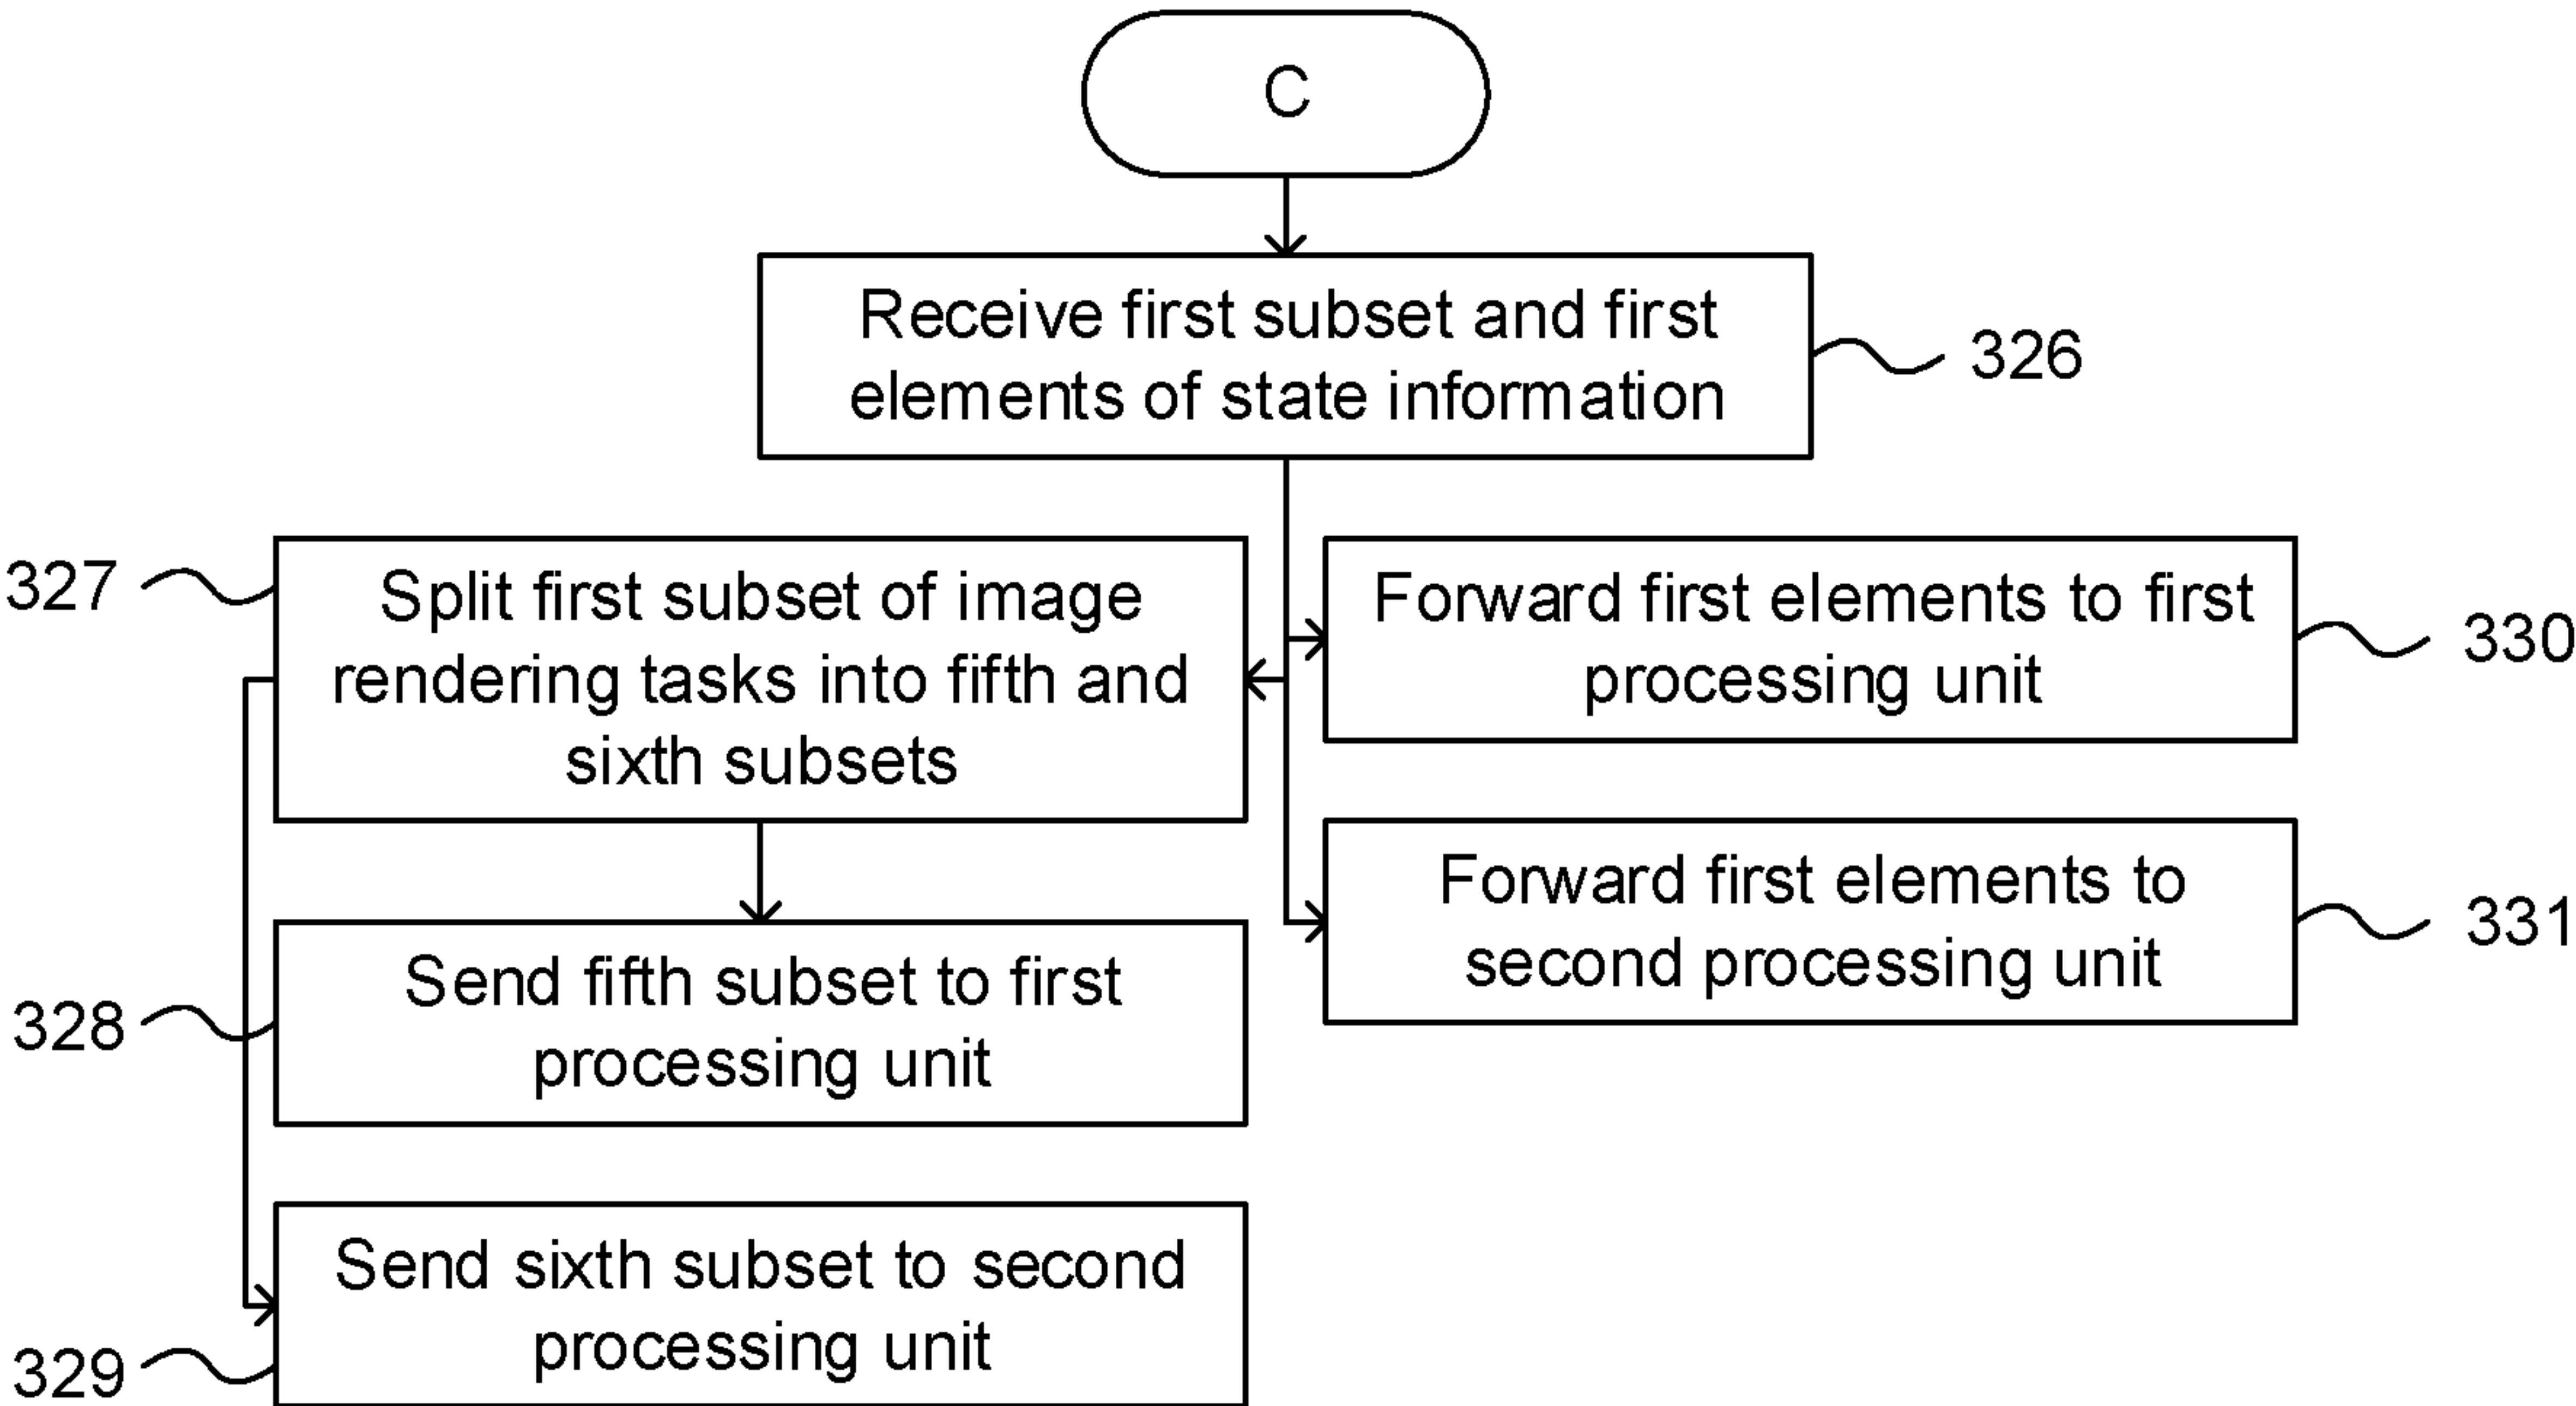 C
Receive first subset and first
elements of state information
326
327
Split first subset of image
rendering tasks into fifth and
sixth subsets
Forward first elements to first
processing unit
330
Forward first elements to
second processing unit
331
328
Send fifth subset to first
processing unit
329
Send sixth subset to second
processing unit